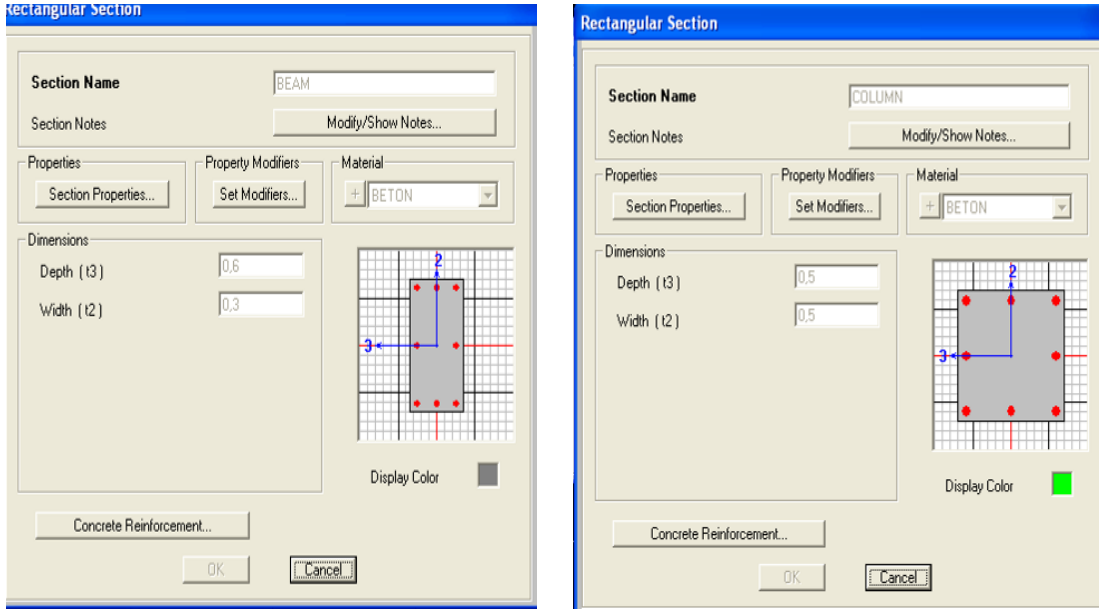 Rectangular Section
Section Name BEAM
Section Notes Modify/Show Notes...
Properties Property Modifiers Material
Section Properties... Set Modifiers... + BETON
Dimensions
Depth ( t3 ) 0,6
Width ( t2 ) 0,3
2
3
Display Color
Concrete Reinforcement...
OK Cancel
Rectangular Section
Section Name COLUMN
Section Notes Modify/Show Notes...
Properties Property Modifiers Material
Section Properties... Set Modifiers... + BETON
Dimensions
Depth ( t3 ) 0,5
Width ( t2 ) 0,5
2
3
Display Color
Concrete Reinforcement...
OK Cancel